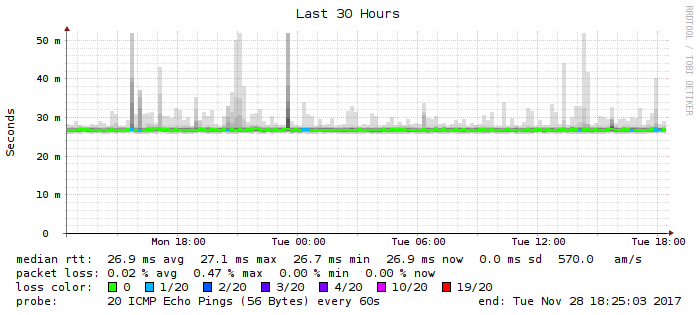 Last 30 Hours
RRDTOOL / TOBI OETIKER
Seconds
50 m
40 m
30 m
20 m
10 m
0
Mon 18:00 Tue 00:00 Tue 06:00 Tue 12:00 Tue 18:00
median rtt: 26.9 ms avg 27.1 ms max 26.7 ms min 26.9 ms now 0.0 ms sd 570.0 am/s
packet loss: 0.02 % avg 0.47 % max 0.00 % min 0.00 % now
loss color: 0 1/20 2/20 3/20 4/20 10/20 19/20
probe: 20 ICMP Echo Pings (56 Bytes) every 60s end: Tue Nov 28 18:25:03 2017